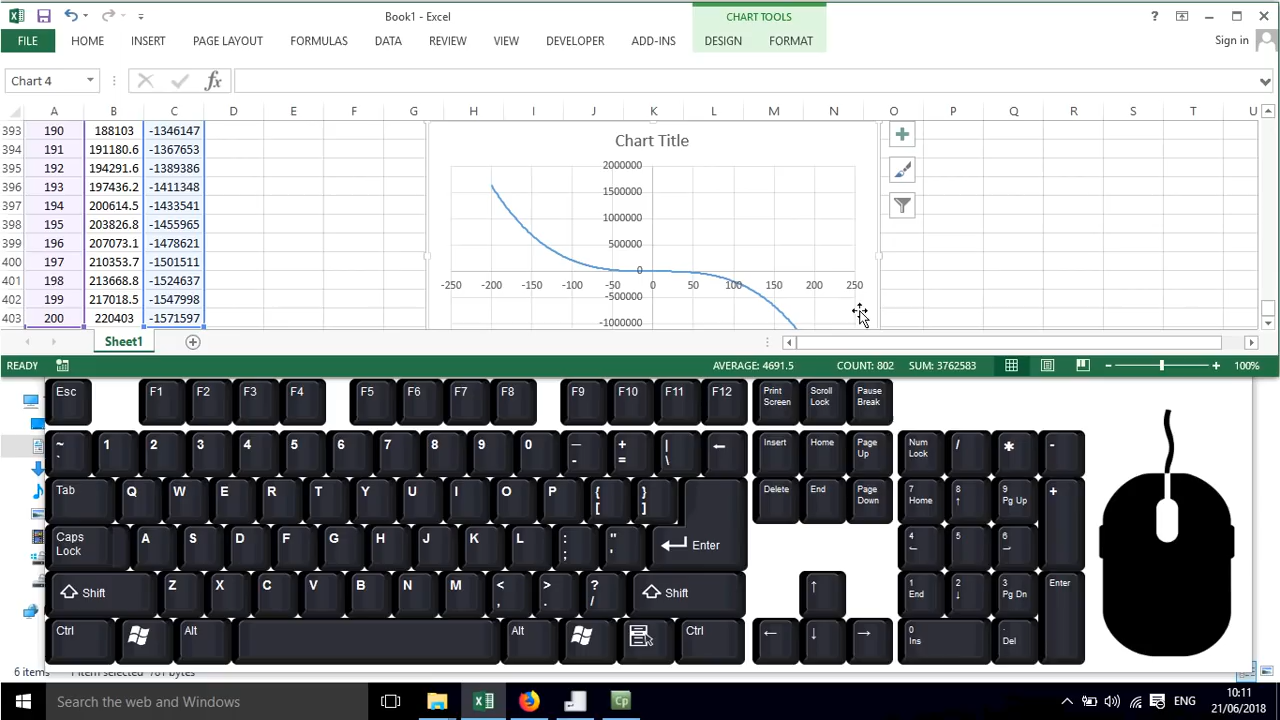 Book1 - Excel
CHART TOOLS
?
FILE HOME INSERT PAGE LAYOUT FORMULAS DATA REVIEW VIEW DEVELOPER ADD-INS DESIGN FORMAT Sign in
Chart 4 fx
A B C D E F G H I J K L M N O P Q R S T U
393 190 188103 -1346147
394 191 191180.6 -1367653
395 192 194291.6 -1389386
396 193 197436.2 -1411348
397 194 200614.5 -1433541
398 195 203826.8 -1455965
399 196 207073.1 -1478621
400 197 210353.7 -1501511
401 198 213668.8 -1524637
402 199 217018.5 -1547998
403 200 220403 -1571597
Chart Title
2000000
1500000
1000000
500000
0
-250 -200 -150 -100 -50 0 50 100 150 200 250
-500000
-1000000
Sheet1
READY AVERAGE: 4691.5 COUNT: 802 SUM: 3762583 100%
Esc F1 F2 F3 F4 F5 F6 F7 F8 F9 F10 F11 F12 Print Screen Scroll Lock Pause Break
~ ` 1 2 3 4 5 6 7 8 9 0 _ - + = | \ ← Insert Home Page Up Num Lock / * -
Tab Q W E R T Y U I O P { [ } ] Delete End Page Down 7 Home 8 ↑ 9 Pg Up +
Caps Lock A S D F G H J K L : ; " ' Enter 4 ← 5 6 →
Shift Z X C V B N M < , > . ? / Shift ↑ 1 End 2 ↓ 3 Pg Dn Enter
Ctrl Alt Alt Ctrl ← ↓ → 0 Ins . Del
6 items 1 item selected 781 bytes
Search the web and Windows Cp ENG 10:11
21/06/2018